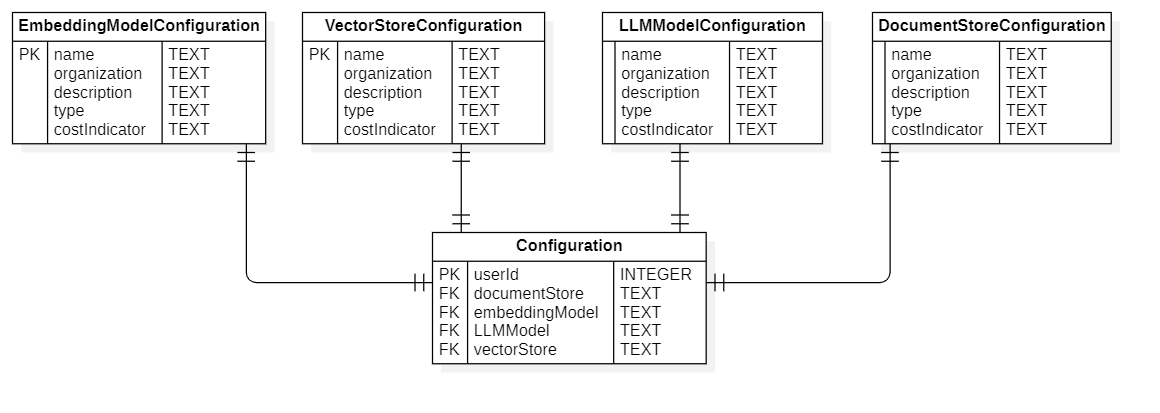 EmbeddingModelConfiguration
PK name TEXT
organization TEXT
description TEXT
type TEXT
costIndicator TEXT
VectorStoreConfiguration
PK name TEXT
organization TEXT
description TEXT
type TEXT
costIndicator TEXT
LLMModelConfiguration
name TEXT
organization TEXT
description TEXT
type TEXT
costIndicator TEXT
DocumentStoreConfiguration
name TEXT
organization TEXT
description TEXT
type TEXT
costIndicator TEXT
Configuration
PK userId INTEGER
FK documentStore TEXT
FK embeddingModel TEXT
FK LLMModel TEXT
FK vectorStore TEXT